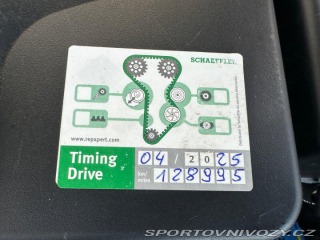 SCHAEFFLER
www.repxpert.com
Timing Drive
04 / 2025
km/miles 128995
SPORTOVNIVOZY.CZ